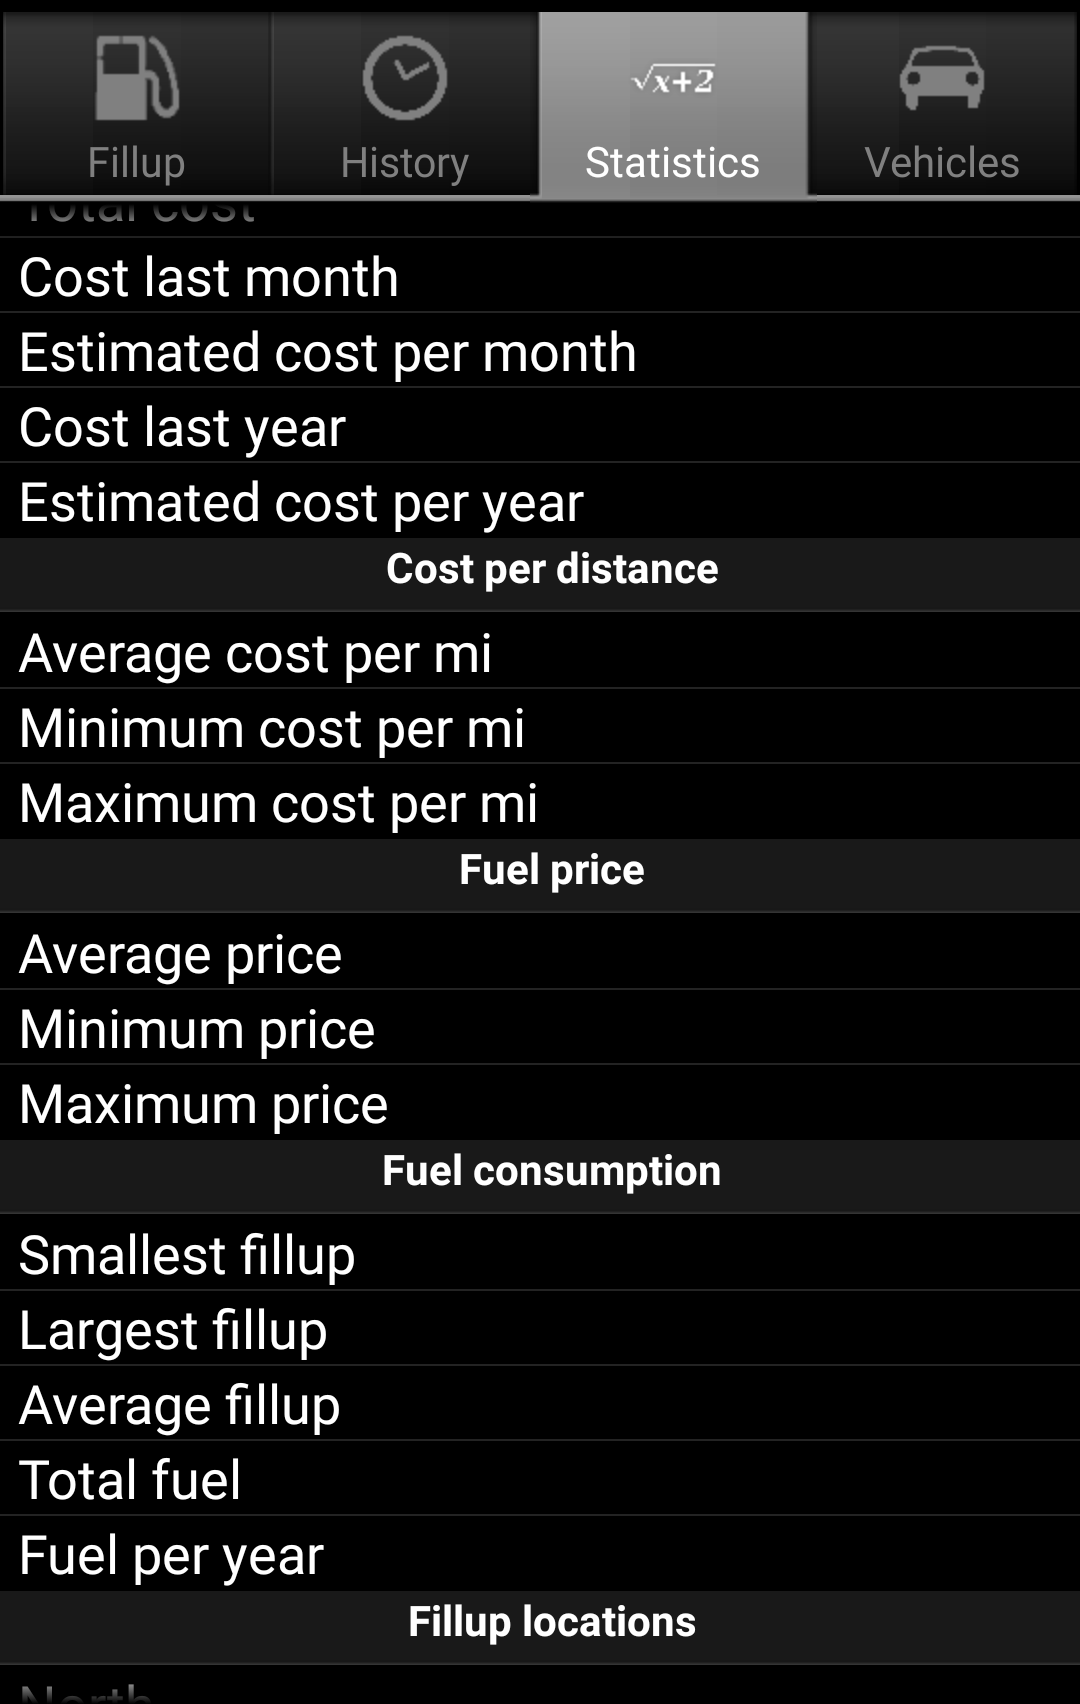 Fillup
History
√x+2
Statistics
Vehicles
Total cost
Cost last month
Estimated cost per month
Cost last year
Estimated cost per year
Cost per distance
Average cost per mi
Minimum cost per mi
Maximum cost per mi
Fuel price
Average price
Minimum price
Maximum price
Fuel consumption
Smallest fillup
Largest fillup
Average fillup
Total fuel
Fuel per year
Fillup locations
North